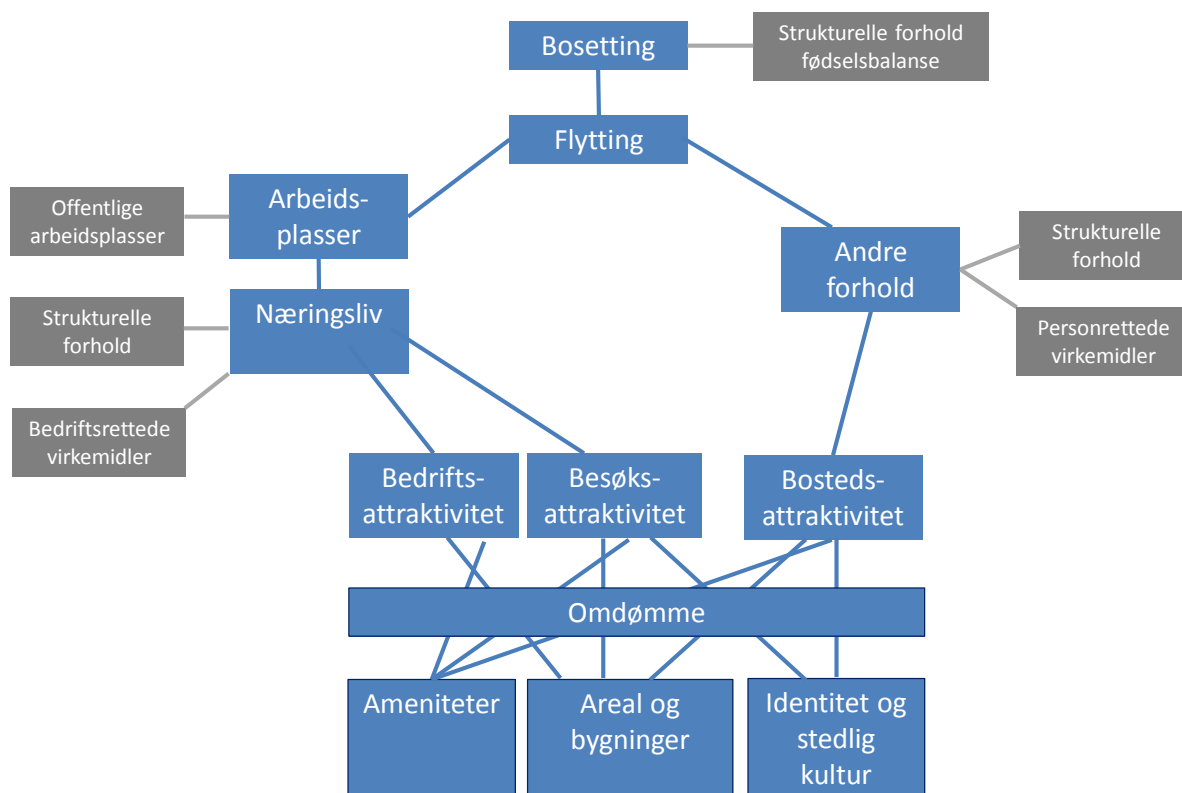 Bosetting
Strukturelle forhold
fødselsbalanse
Flytting
Offentlige
arbeidsplasser
Arbeids-
plasser
Andre
forhold
Strukturelle
forhold
Strukturelle
forhold
Næringsliv
Personrettede
virkemidler
Bedriftsrettede
virkemidler
Bedrifts-
attraktivitet
Besøks-
attraktivitet
Bosteds-
attraktivitet
Omdømme
Ameniteter
Areal og
bygninger
Identitet og
stedlig
kultur